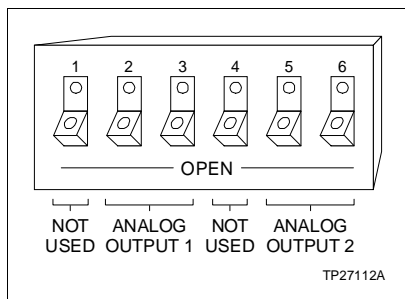 1 2 3 4 5 6
OPEN
NOT USED
ANALOG OUTPUT 1
NOT USED
ANALOG OUTPUT 2
TP27112A